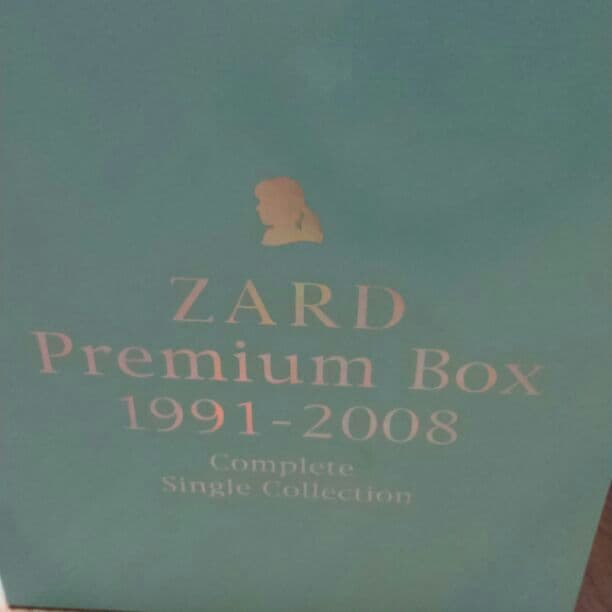 ZARD
Premium Box
1991-2008
Complete
Single Collection